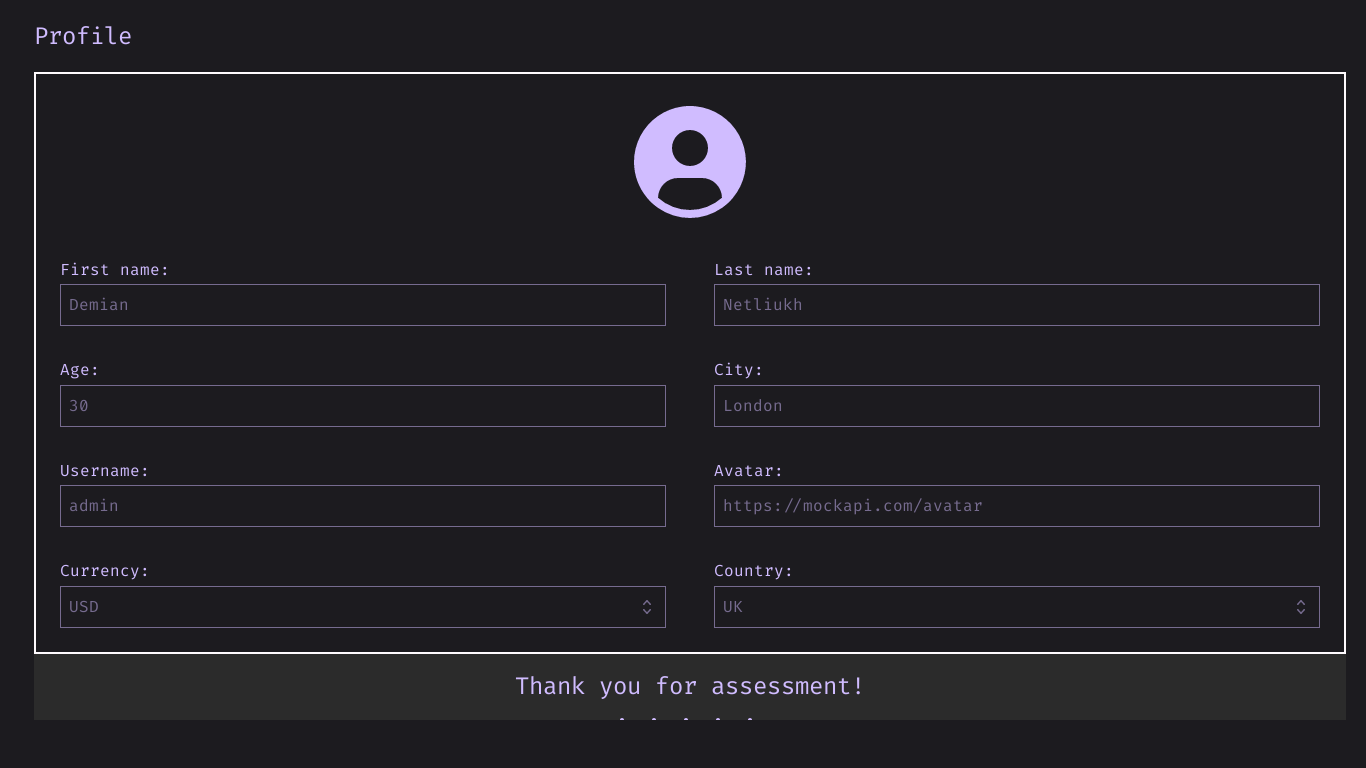 Profile
First name: Last name:
Demian Netliukh
Age: City:
30 London
Username: Avatar:
admin https://mockapi.com/avatar
Currency: Country:
USD UK
Thank you for assessment!